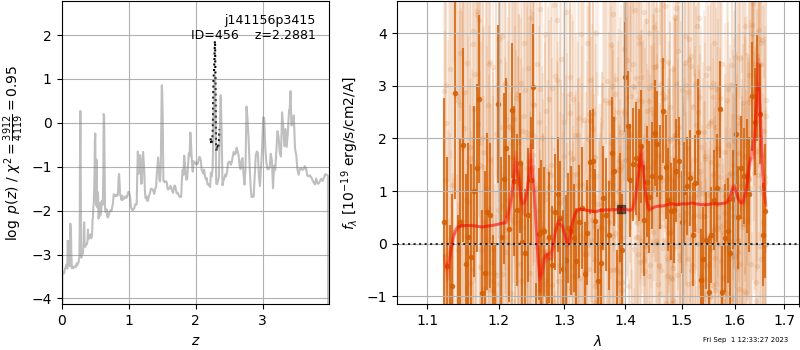 j141156p3415
ID=456 z=2.2881
log p(z) / χ² = 3912/4119 = 0.95
2
1
0
−1
−2
−3
−4
0 1 2 3
z
fλ [10⁻¹⁹ erg/s/cm2/A]
4
3
2
1
0
−1
1.1 1.2 1.3 1.4 1.5 1.6 1.7
λ
Fri Sep 1 12:33:27 2023